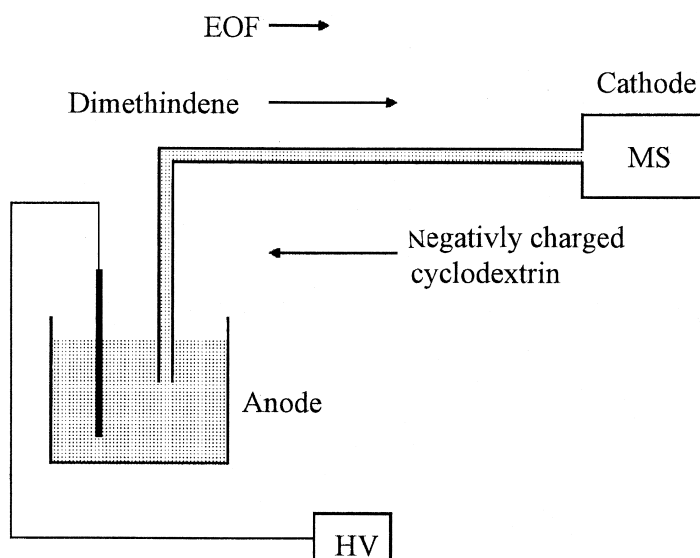 EOF
Dimethindene
Cathode
MS
Negativly charged
cyclodextrin
Anode
HV